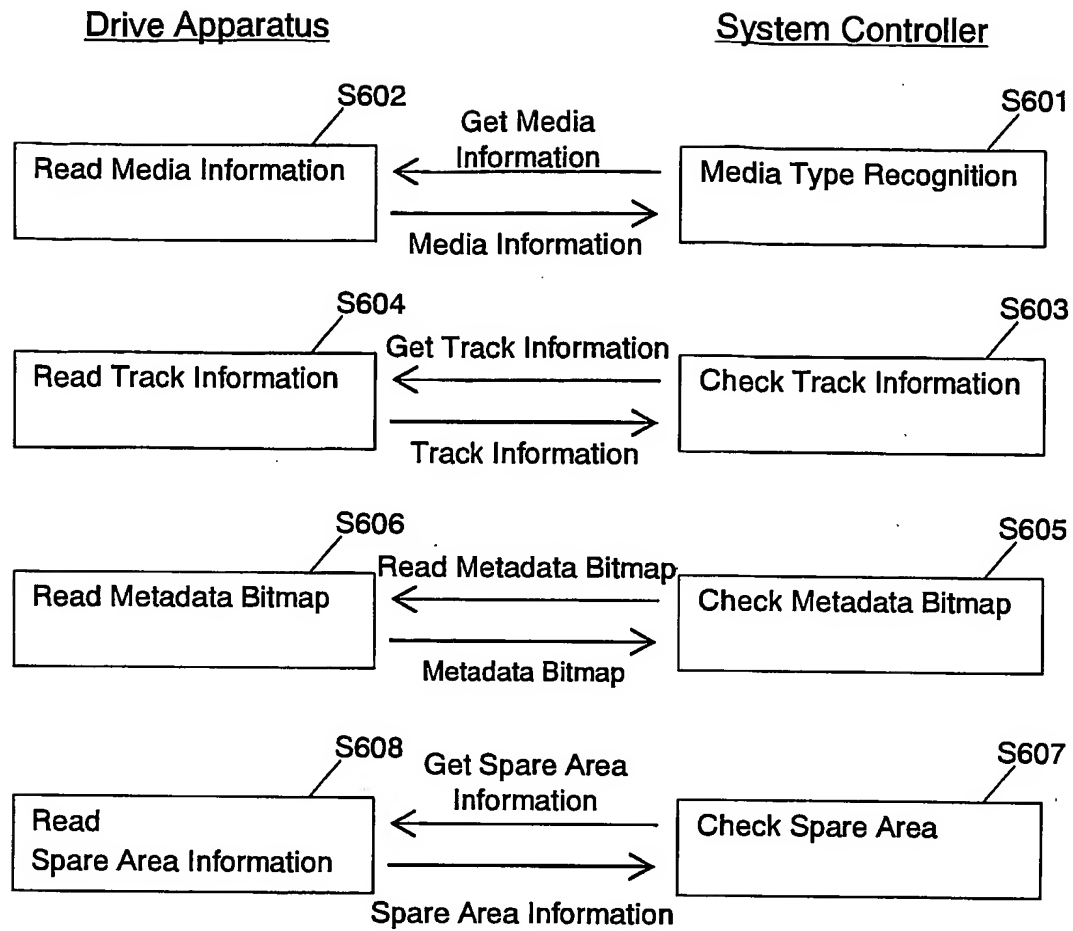 Drive Apparatus
System Controller
S602
S601
Get Media
Information
Read Media Information
Media Type Recognition
Media Information
S604
S603
Get Track Information
Read Track Information
Check Track Information
Track Information
S606
S605
Read Metadata Bitmap
Read Metadata Bitmap
Check Metadata Bitmap
Metadata Bitmap
S608
S607
Get Spare Area
Information
Read
Spare Area Information
Check Spare Area
Spare Area Information